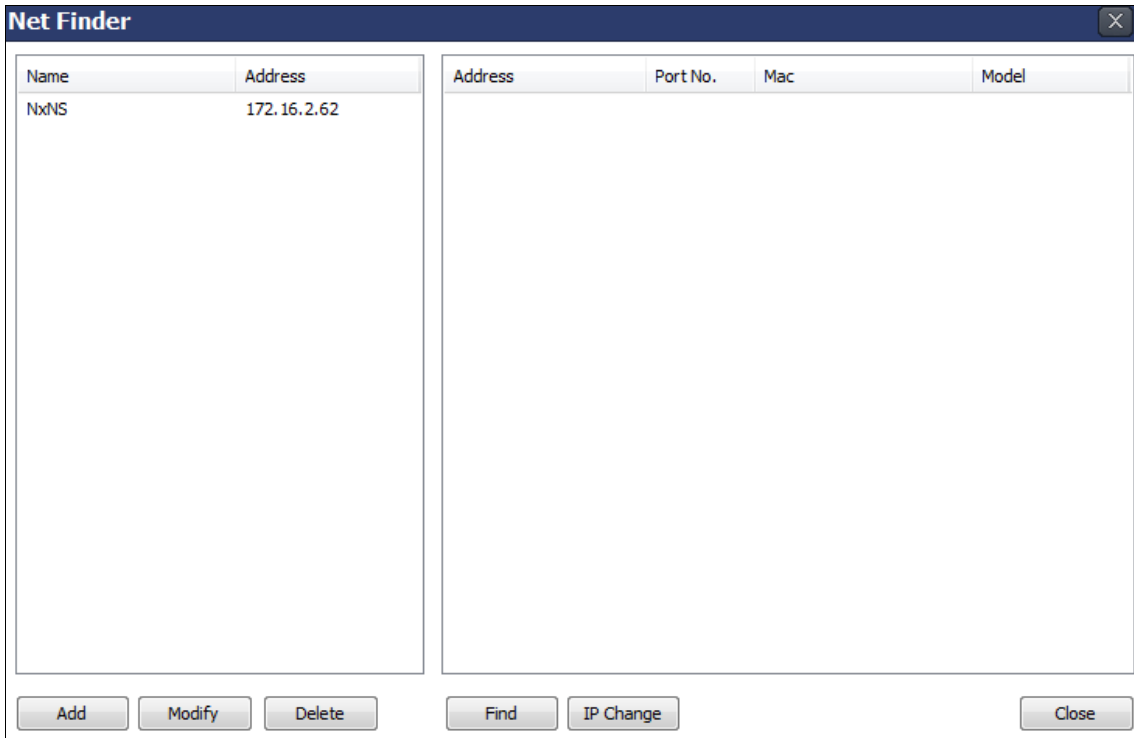 Net Finder
Name Address Address Port No. Mac Model
NxNS 172.16.2.62
Add Modify Delete Find IP Change Close